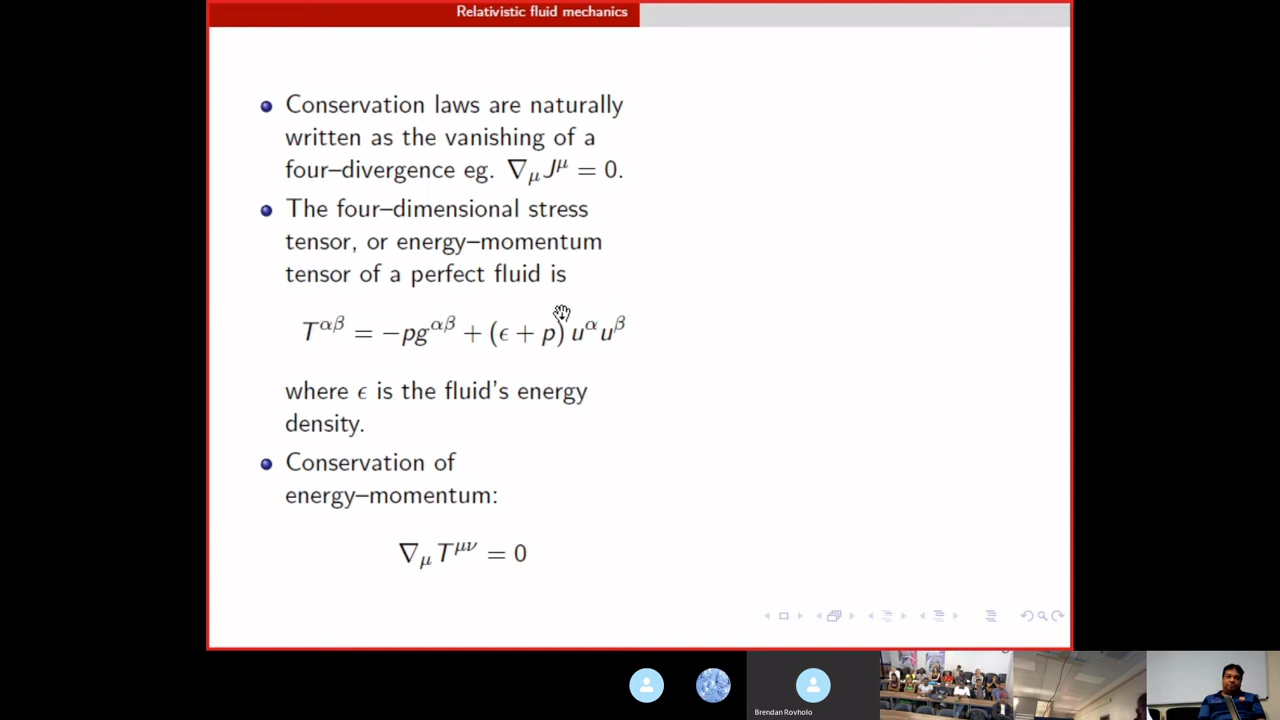 Relativistic fluid mechanics
Conservation laws are naturally
written as the vanishing of a
four–divergence eg. ∇_μ J^μ = 0.
The four–dimensional stress
tensor, or energy–momentum
tensor of a perfect fluid is
T^{αβ} = −pg^{αβ} + (ϵ + p) u^α u^β
where ϵ is the fluid's energy
density.
Conservation of
energy–momentum:
∇_μ T^{μν} = 0
Brendan Rovholo